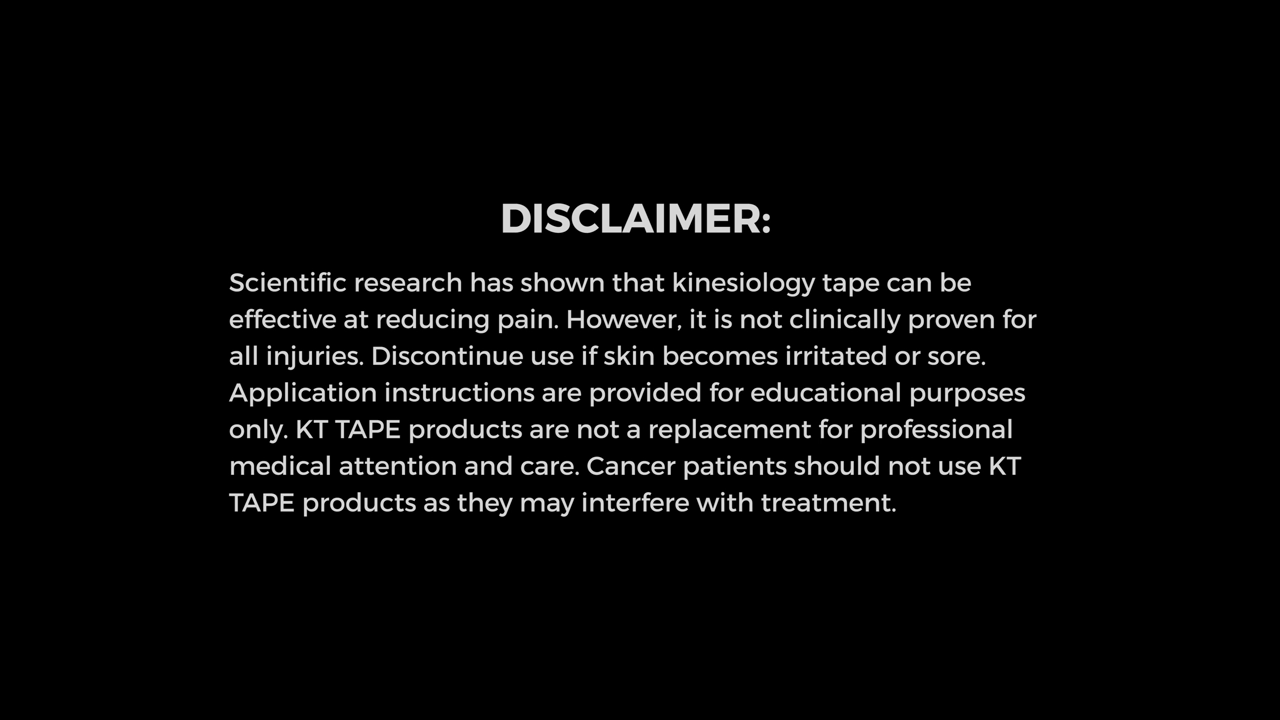 DISCLAIMER:
Scientific research has shown that kinesiology tape can be
effective at reducing pain. However, it is not clinically proven for
all injuries. Discontinue use if skin becomes irritated or sore.
Application instructions are provided for educational purposes
only. KT TAPE products are not a replacement for professional
medical attention and care. Cancer patients should not use KT
TAPE products as they may interfere with treatment.